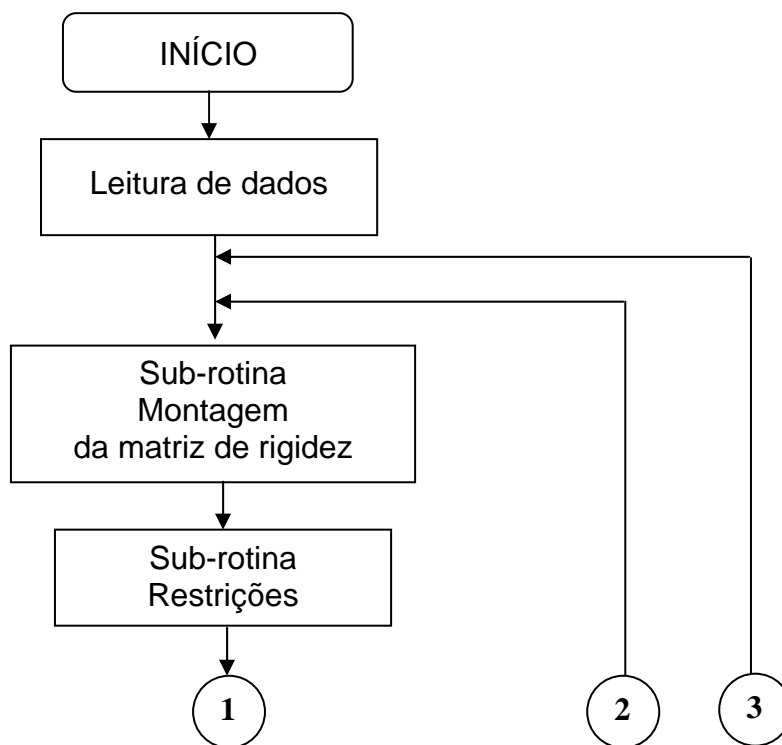 INÍCIO
Leitura de dados
Sub-rotina
Montagem
da matriz de rigidez
Sub-rotina
Restrições
1
2
3